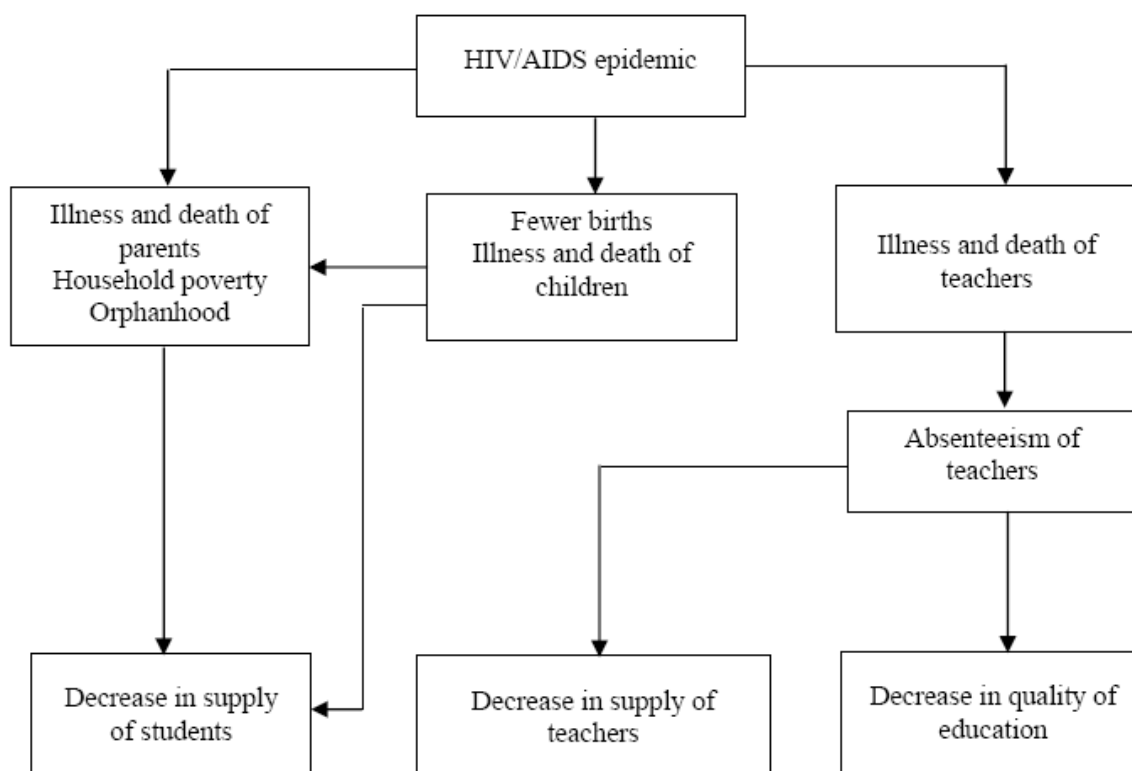 HIV/AIDS epidemic
Illness and death of
parents
Household poverty
Orphanhood
Fewer births
Illness and death of
children
Illness and death of
teachers
Absenteeism of
teachers
Decrease in supply
of students
Decrease in supply of
teachers
Decrease in quality of
education